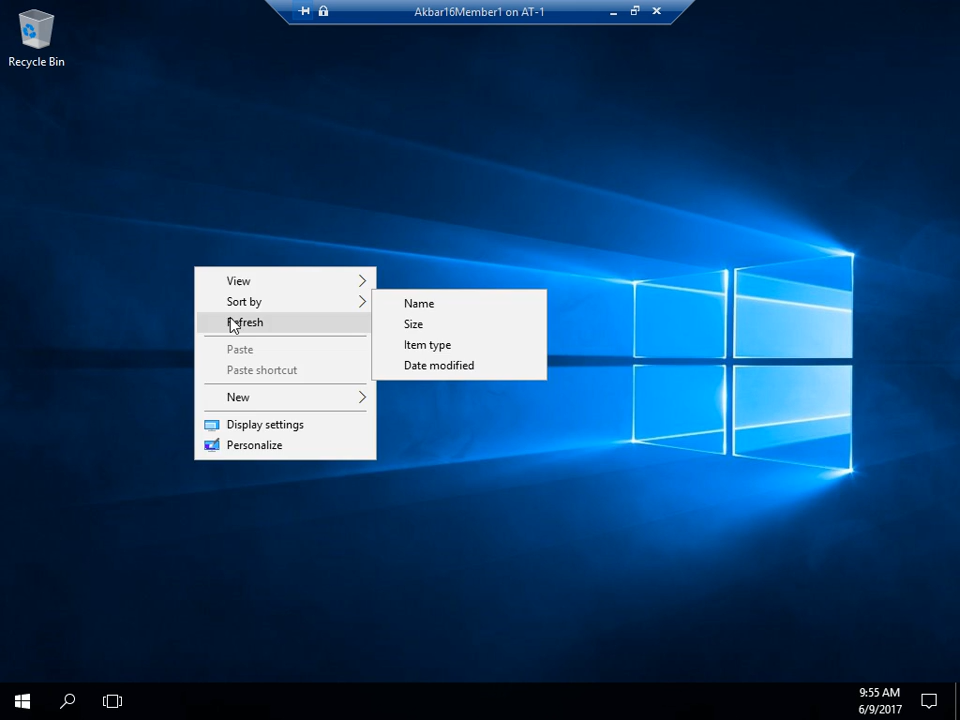 Akbar16Member1 on AT-1
Recycle Bin
View
Sort by
Refresh
Paste
Paste shortcut
New
Display settings
Personalize
Name
Size
Item type
Date modified
9:55 AM
6/9/2017